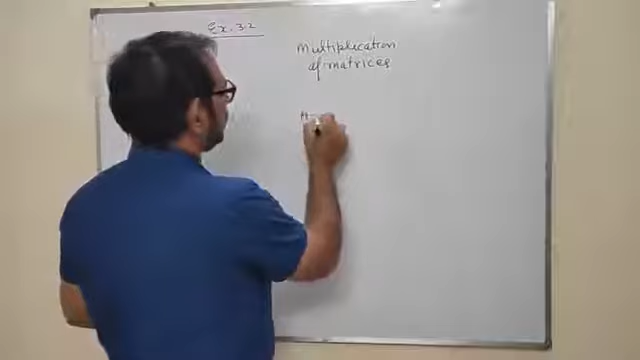 Ex. 3.2
Multiplication
of matrices